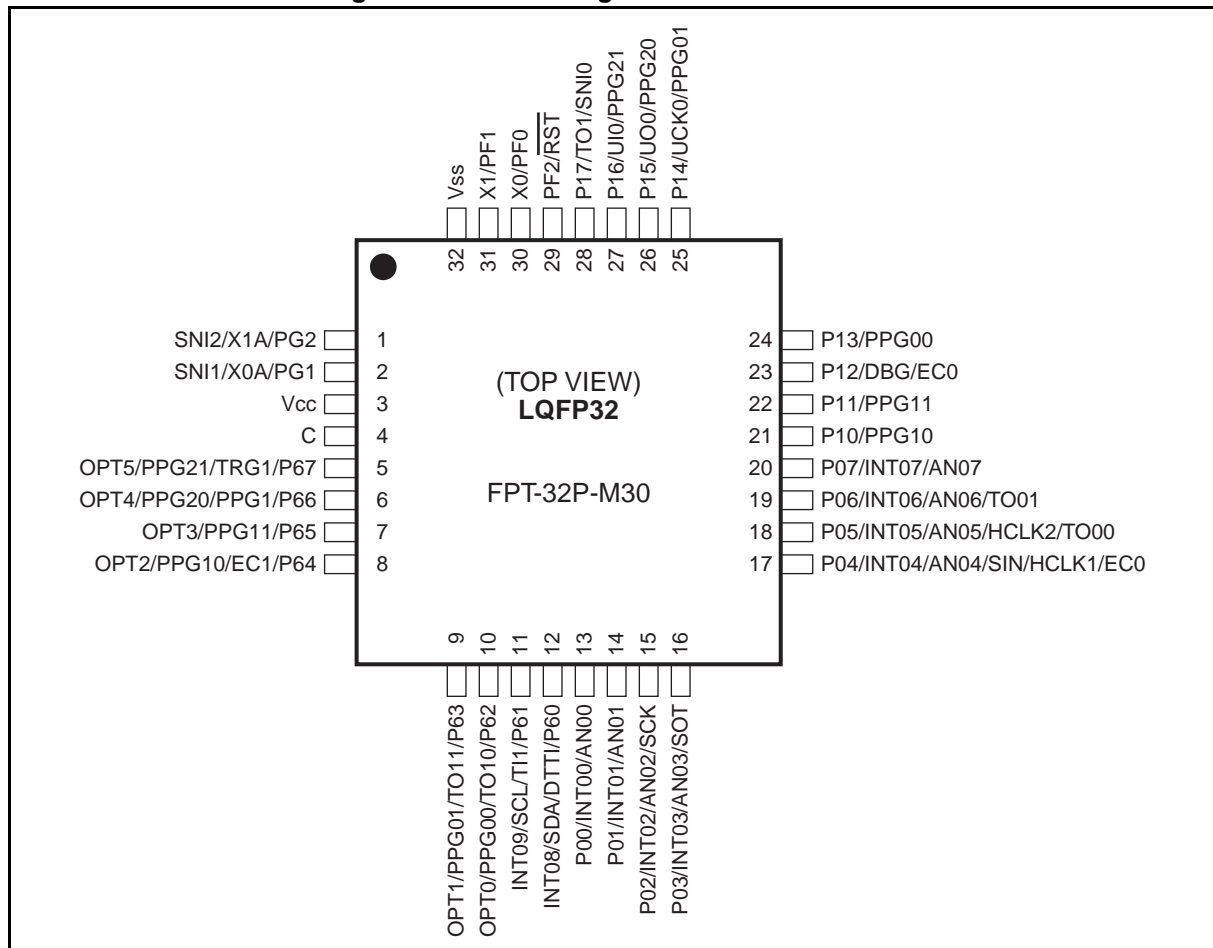 Vss
X1/PF1
X0/PF0
PF2/RST
P17/TO1/SNI0
P16/UI0/PPG21
P15/UO0/PPG20
P14/UCK0/PPG01
32
31
30
29
28
27
26
25
SNI2/X1A/PG2 1
SNI1/X0A/PG1 2
Vcc 3
C 4
OPT5/PPG21/TRG1/P67 5
OPT4/PPG20/PPG1/P66 6
OPT3/PPG11/P65 7
OPT2/PPG10/EC1/P64 8
(TOP VIEW)
LQFP32
FPT-32P-M30
24 P13/PPG00
23 P12/DBG/EC0
22 P11/PPG11
21 P10/PPG10
20 P07/INT07/AN07
19 P06/INT06/AN06/TO01
18 P05/INT05/AN05/HCLK2/TO00
17 P04/INT04/AN04/SIN/HCLK1/EC0
9
10
11
12
13
14
15
16
OPT1/PPG01/TO11/P63
OPT0/PPG00/TO10/P62
INT09/SCL/TI1/P61
INT08/SDA/DTTI/P60
P00/INT00/AN00
P01/INT01/AN01
P02/INT02/AN02/SCK
P03/INT03/AN03/SOT